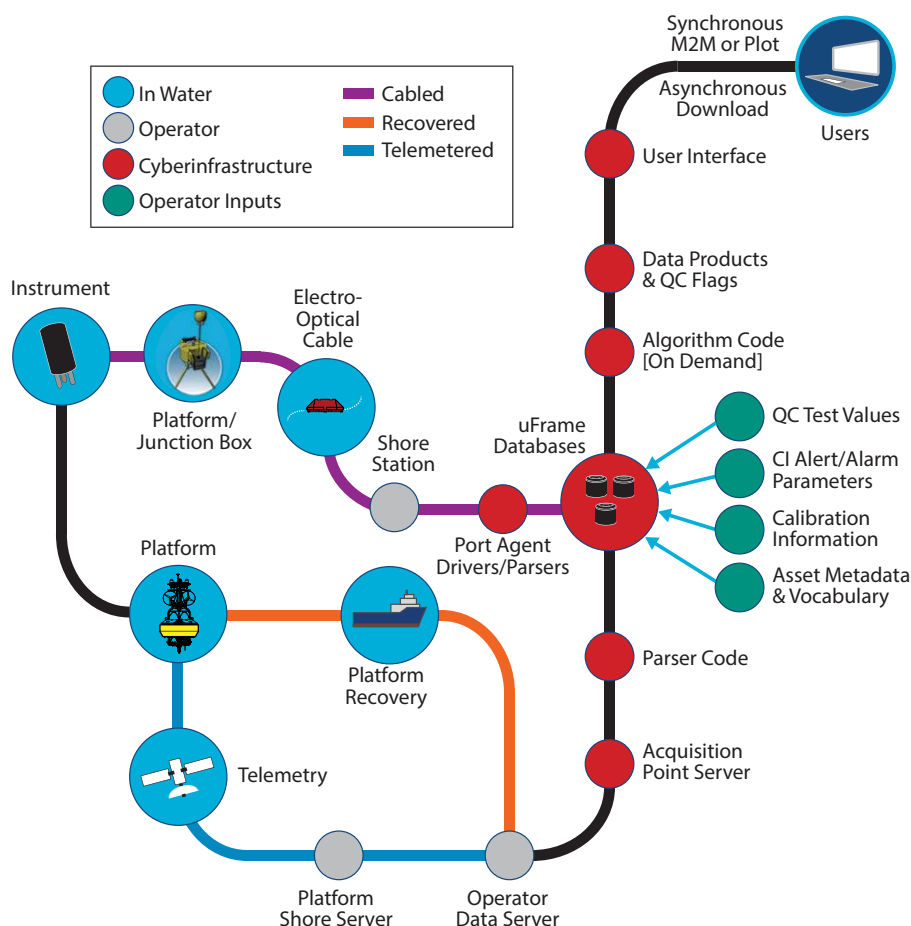 Synchronous
M2M or Plot
Asynchronous
Download
Users
In Water
Operator
Cyberinfrastructure
Operator Inputs
Cabled
Recovered
Telemetered
User Interface
Data Products
& QC Flags
Algorithm Code
[On Demand]
Instrument
Platform/
Junction Box
Electro-
Optical
Cable
Shore
Station
Port Agent
Drivers/Parsers
uFrame
Databases
QC Test Values
CI Alert/Alarm
Parameters
Calibration
Information
Asset Metadata
& Vocabulary
Platform
Platform
Recovery
Parser Code
Telemetry
Acquisition
Point Server
Platform
Shore Server
Operator
Data Server